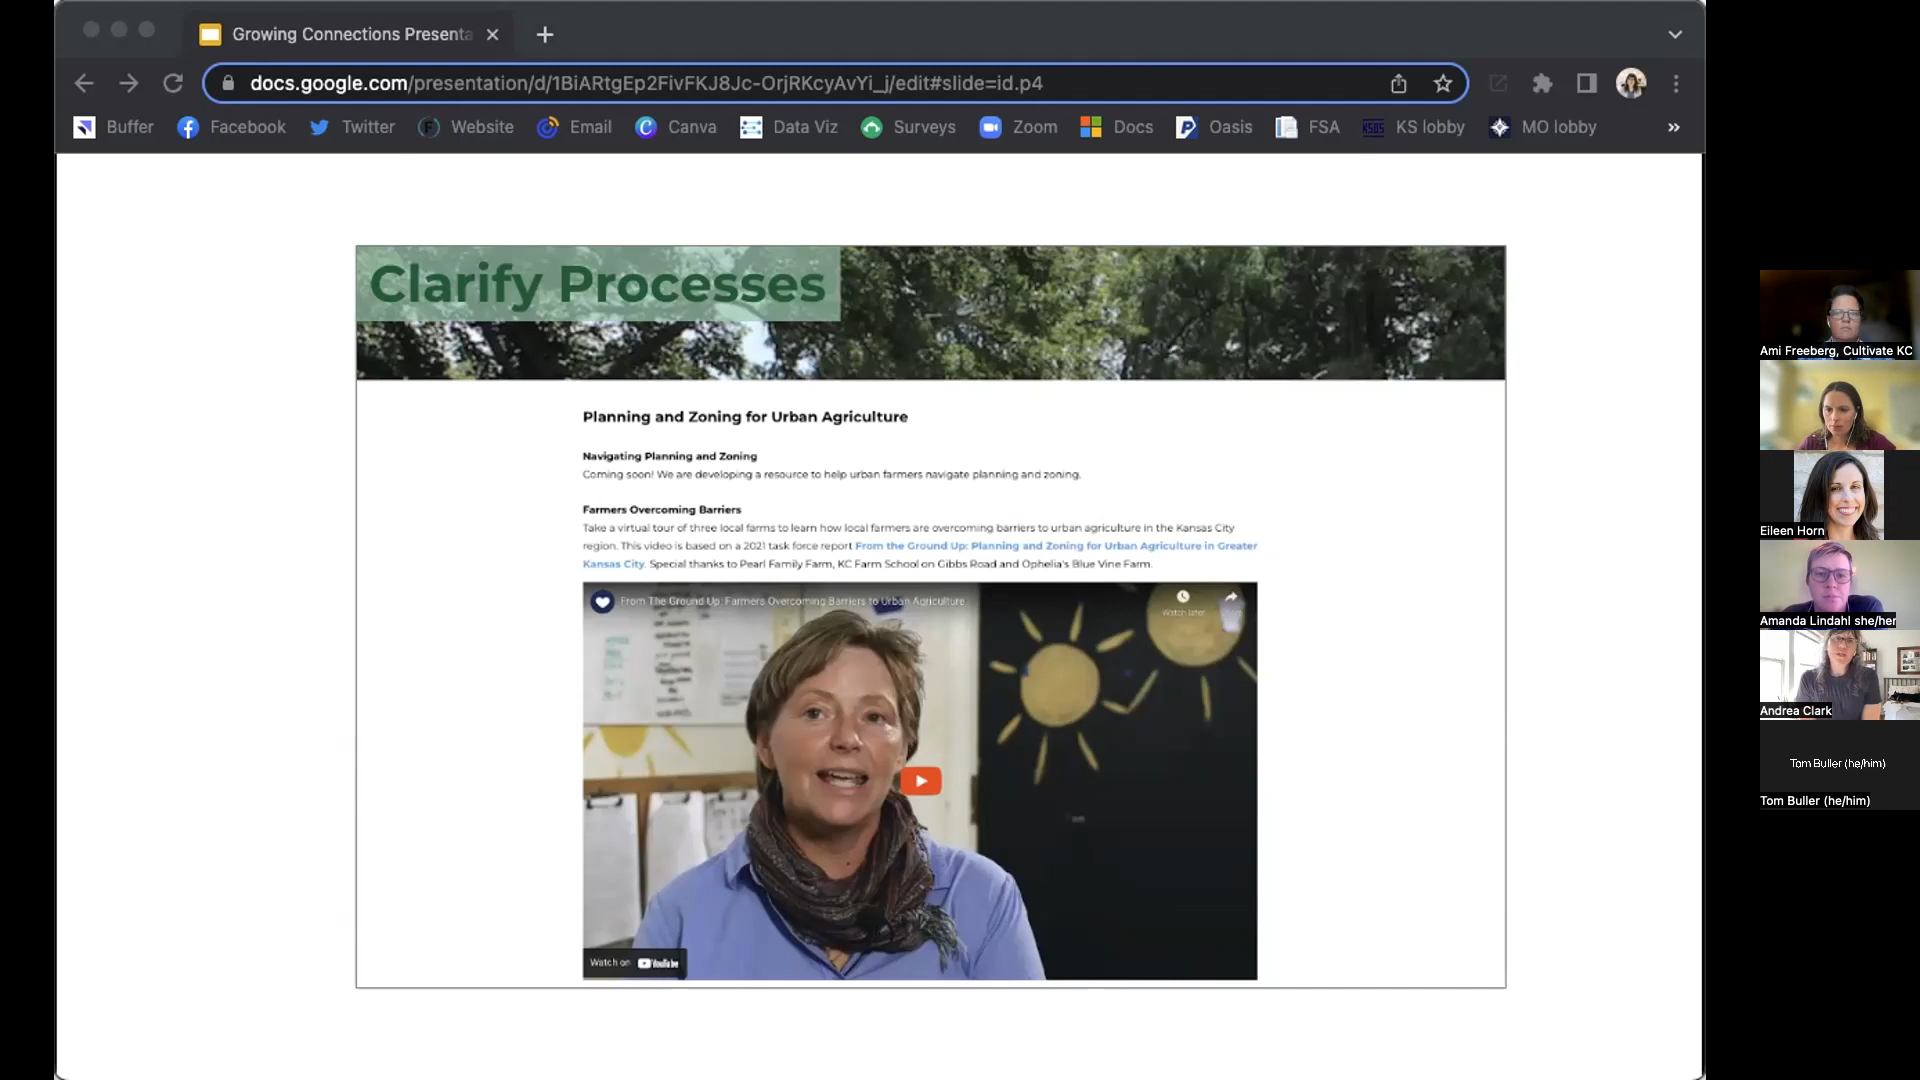 Growing Connections Presenta
docs.google.com/presentation/d/1BiARtgEp2FivFKJ8Jc-OrjRKcyAvYi_j/edit#slide=id.p4
Buffer Facebook Twitter Website Email Canva Data Viz Surveys Zoom Docs Oasis FSA KS lobby MO lobby »
Clarify Processes
Planning and Zoning for Urban Agriculture
Navigating Planning and Zoning
Coming soon! We are developing a resource to help urban farmers navigate planning and zoning.
Farmers Overcoming Barriers
Take a virtual tour of three local farms to learn how local farmers are overcoming barriers to urban agriculture in the Kansas City
region. This video is based on a 2021 task force report From the Ground Up: Planning and Zoning for Urban Agriculture in Greater
Kansas City. Special thanks to Pearl Family Farm, KC Farm School on Gibbs Road and Ophelia's Blue Vine Farm.
From The Ground Up: Farmers Overcoming Barriers to Urban Agriculture
Watch later
Watch on YouTube
Ami Freeberg, Cultivate KC
Eileen Horn
Amanda Lindahl she/her
Andrea Clark
Tom Buller (he/him)
Tom Buller (he/him)